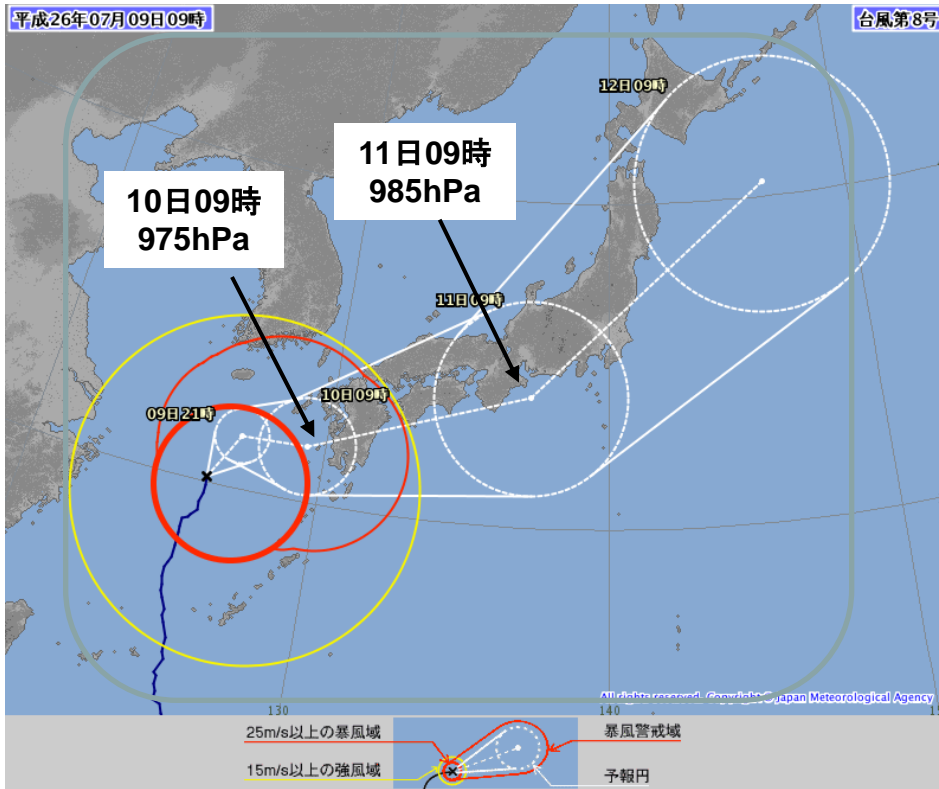 平成26年07月09日09時
台風第8号
12日09時
11日09時
985hPa
10日09時
975hPa
11日09時
10日09時
09日21時
All rights reserved. Copyright © Japan Meteorological Agency
130
140
25m/s以上の暴風域
暴風警戒域
15m/s以上の強風域
予報円